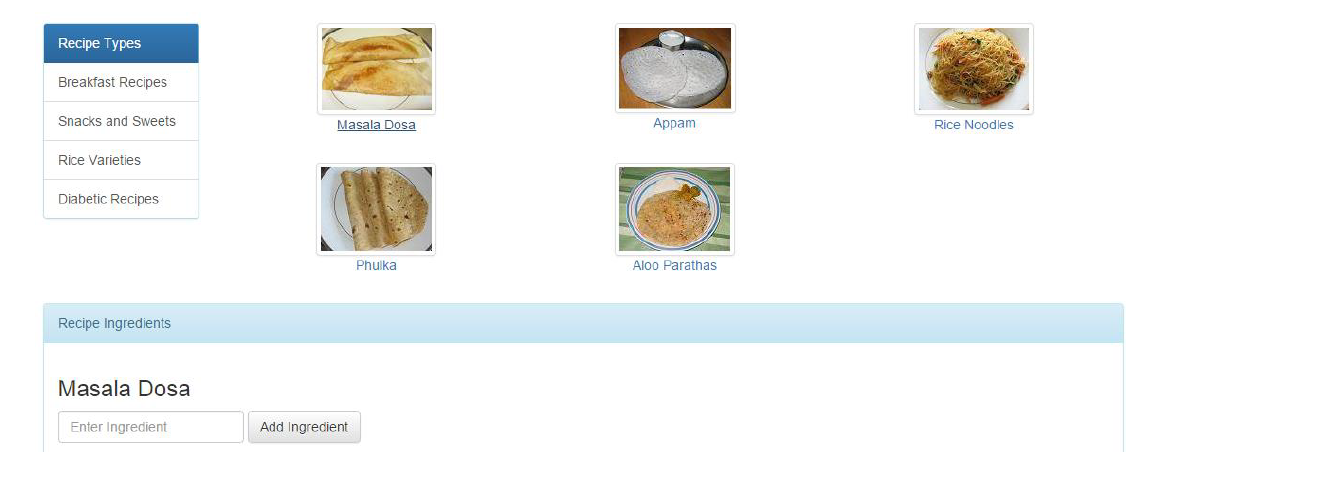 Recipe Types
Breakfast Recipes
Snacks and Sweets
Rice Varieties
Diabetic Recipes
Masala Dosa
Appam
Rice Noodles
Phulka
Aloo Parathas
Recipe Ingredients
Masala Dosa
Enter Ingredient
Add Ingredient